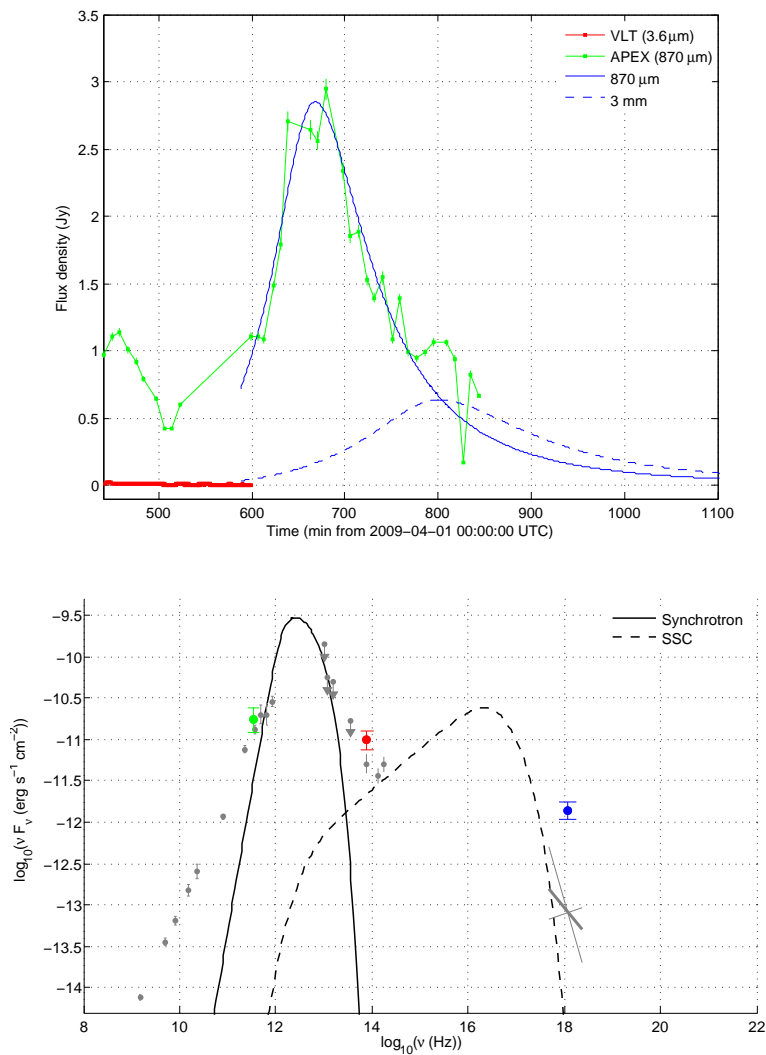 3.5
3
2.5
2
1.5
1
0.5
0
Flux density (Jy)
VLT (3.6μm)
APEX (870 μm)
870 μm
3 mm
500 600 700 800 900 1000 1100
Time (min from 2009−04−01 00:00:00 UTC)
−9.5
−10
−10.5
−11
−11.5
−12
−12.5
−13
−13.5
−14
log₁₀(ν Fν (erg s⁻¹ cm⁻²))
Synchrotron
SSC
8 10 12 14 16 18 20 22
log₁₀(ν (Hz))